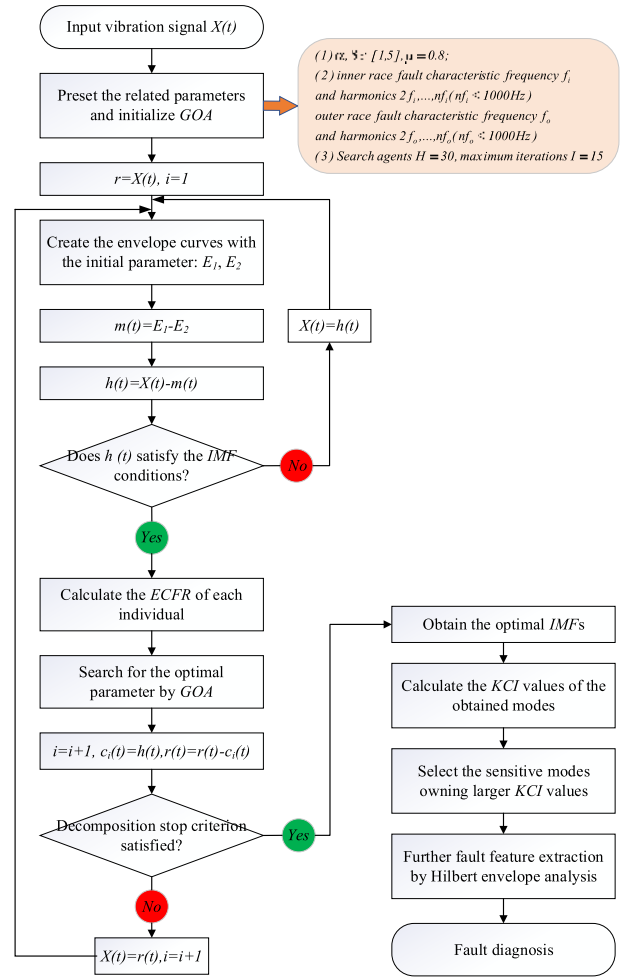 Input vibration signal X(t)
Preset the related parameters
and initialize GOA
(1) α, : [1,5], μ = 0.8;
(2) inner race fault characteristic frequency fᵢ
and harmonics 2fᵢ,...,nfᵢ(nfᵢ<1000Hz)
outer race fault characteristic frequency fₒ
and harmonics 2fₒ,...,nfₒ(nfₒ<1000Hz)
(3) Search agents H = 30, maximum iterations I = 15
r=X(t), i=1
Create the envelope curves with
the initial parameter: E₁, E₂
m(t)=E₁-E₂
X(t)=h(t)
h(t)=X(t)-m(t)
Does h (t) satisfy the IMF
conditions?
No
Yes
Calculate the ECFR of each
individual
Search for the optimal
parameter by GOA
i=i+1, cᵢ(t)=h(t),r(t)=r(t)-cᵢ(t)
Decomposition stop criterion
satisfied?
Yes
No
X(t)=r(t),i=i+1
Obtain the optimal IMFs
Calculate the KCI values of the
obtained modes
Select the sensitive modes
owning larger KCI values
Further fault feature extraction
by Hilbert envelope analysis
Fault diagnosis